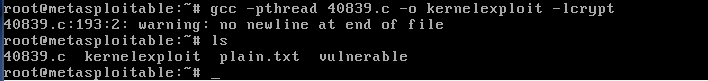 root@metasploitable:~# gcc -pthread 40839.c -o kernelexploit -lcrypt
40839.c:193:2: warning: no newline at end of file
root@metasploitable:~# ls
40839.c  kernelexploit  plain.txt  vulnerable
root@metasploitable:~# _